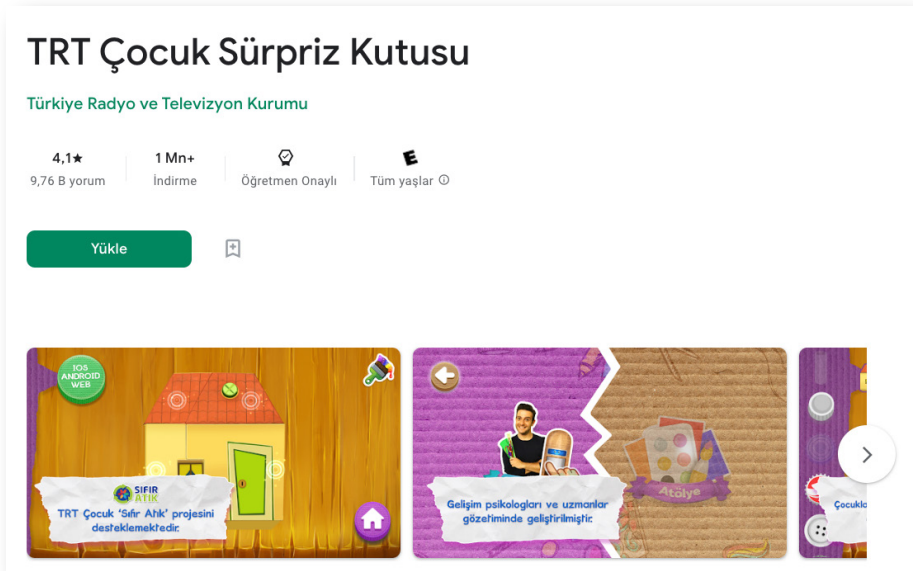 TRT Çocuk Sürpriz Kutusu
Türkiye Radyo ve Televizyon Kurumu
4,1★
9,76 B yorum
1 Mn+
İndirme
Öğretmen Onaylı
E
Tüm yaşlar
Yükle
IOS
ANDROID
WEB
SIFIR
ATIK
TRT Çocuk ‘Sıfır Atık’ projesini
desteklemektedir.
Gelişim psikologları ve uzmanlar
gözetiminde geliştirilmiştir.
Atölye